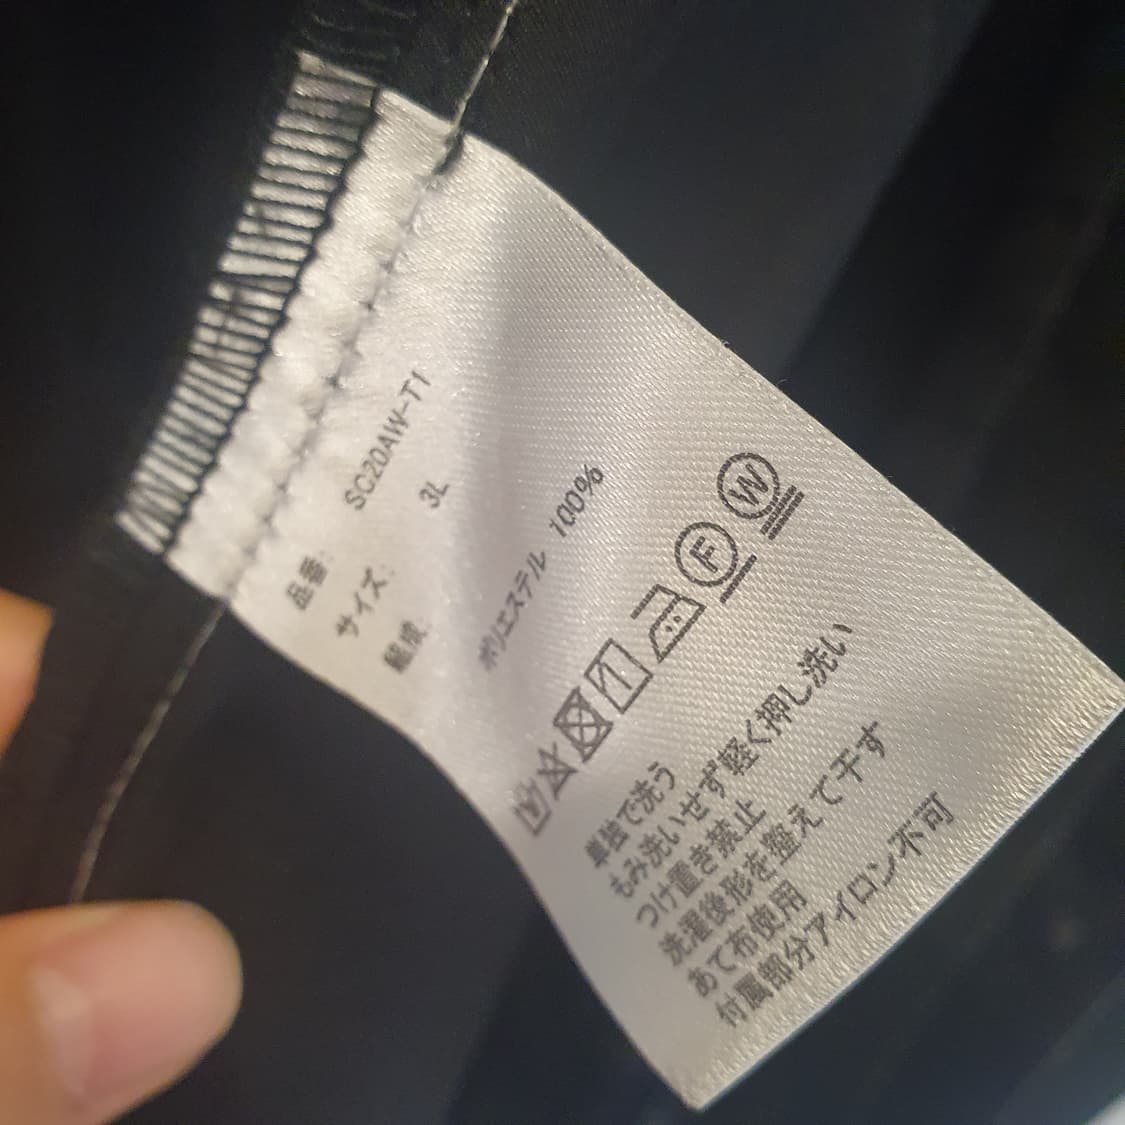 品番: SC20AW-T1
サイズ: 3L
組成:
ポリエステル 100%
F W
単独で洗う
もみ洗いせず軽く押し洗い
つけ置き禁止
洗濯後形を整えて干す
あて布使用
付属部分アイロン不可